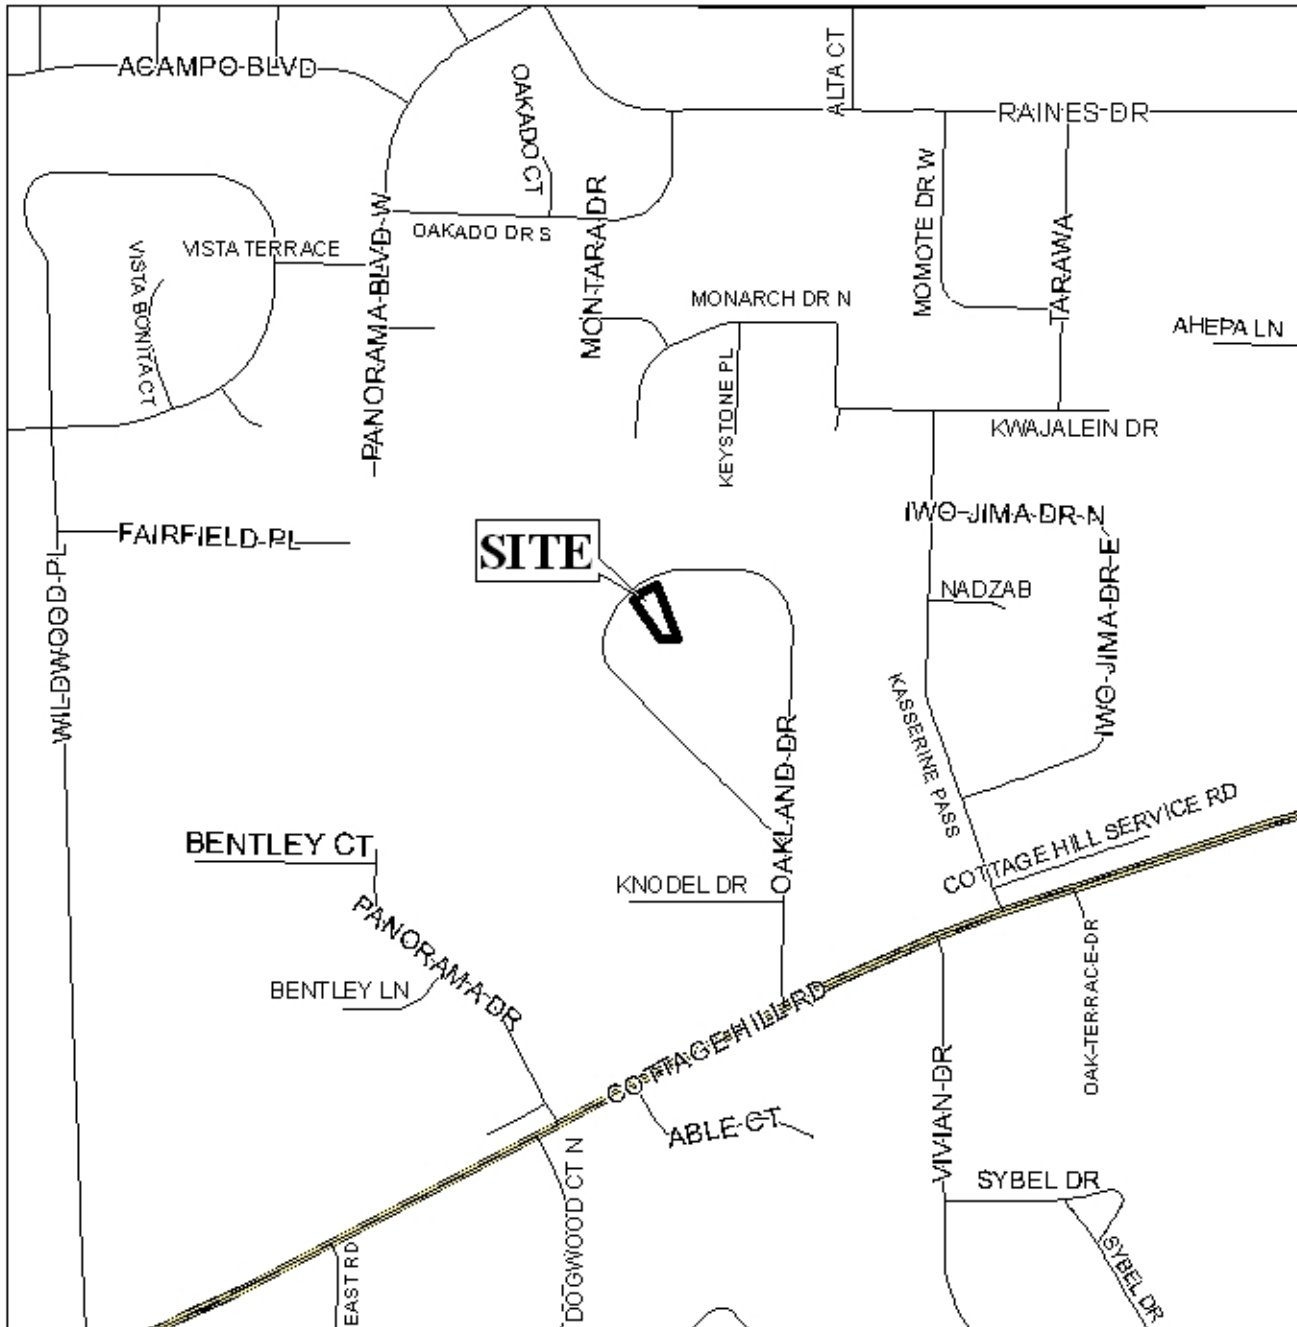 ACAMPO BLVD
ALTA CT
RAINES DR
OAKADO CT
MOMOTE DR W
MONTARA DR
PANORAMA BLVD W
OAKADO DR S
VISTA TERRACE
VISTA BONITA CT
TARAWA
MONARCH DR N
AHEPA LN
KEYSTONE PL
KWAJALEIN DR
IWO JIMA DR N
FAIRFIELD PL
SITE
IWO JIMA DR E
NADZAB
WILDWOOD PL
KASSERINE PASS
OAKLAND DR
COTTAGE HILL SERVICE RD
BENTLEY CT
KNODEL DR
PANORAMA DR
BENTLEY LN
OAK TERRACE DR
COTTAGE HILL RD
VIVIAN DR
ABLE CT
DOGWOOD CT N
SYBEL DR
EAST RD
SYBEL DR